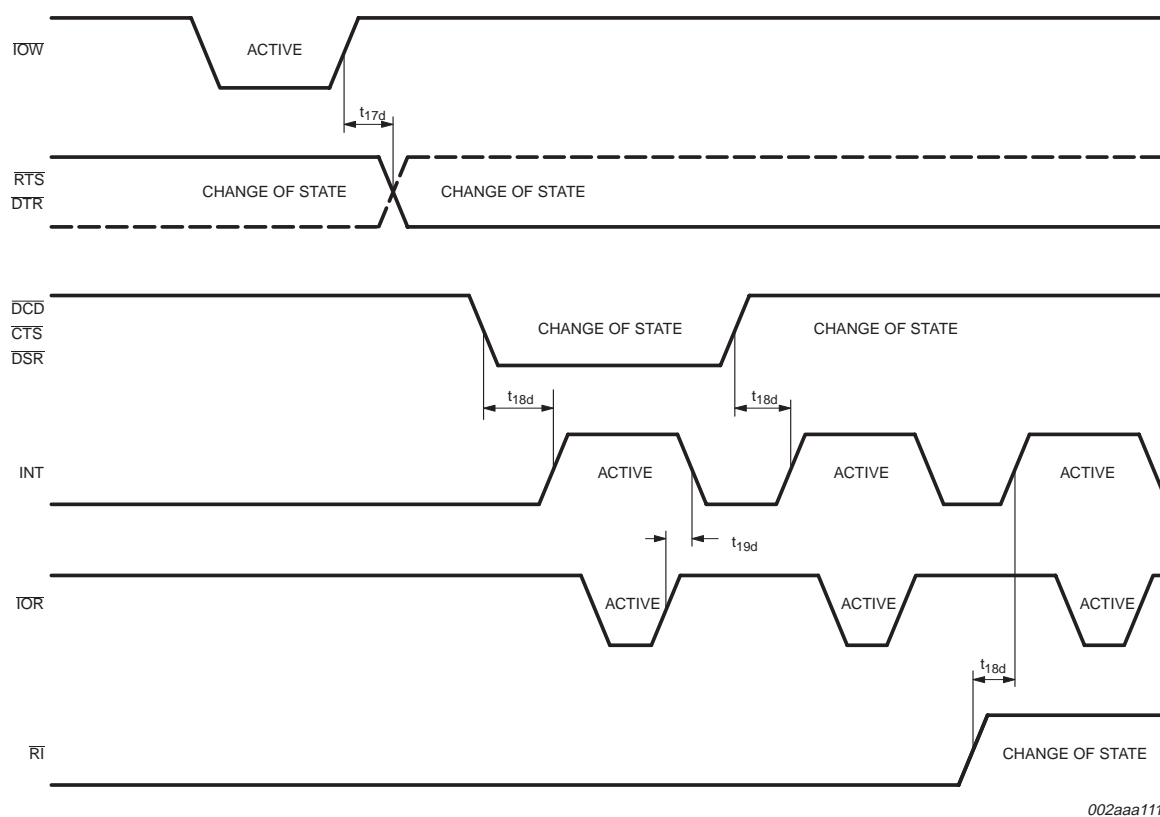 IOW
ACTIVE
t17d
RTS
DTR
CHANGE OF STATE
CHANGE OF STATE
DCD
CTS
DSR
CHANGE OF STATE
CHANGE OF STATE
t18d
t18d
INT
ACTIVE
ACTIVE
ACTIVE
t19d
IOR
ACTIVE
ACTIVE
ACTIVE
t18d
RI
CHANGE OF STATE
002aaa111